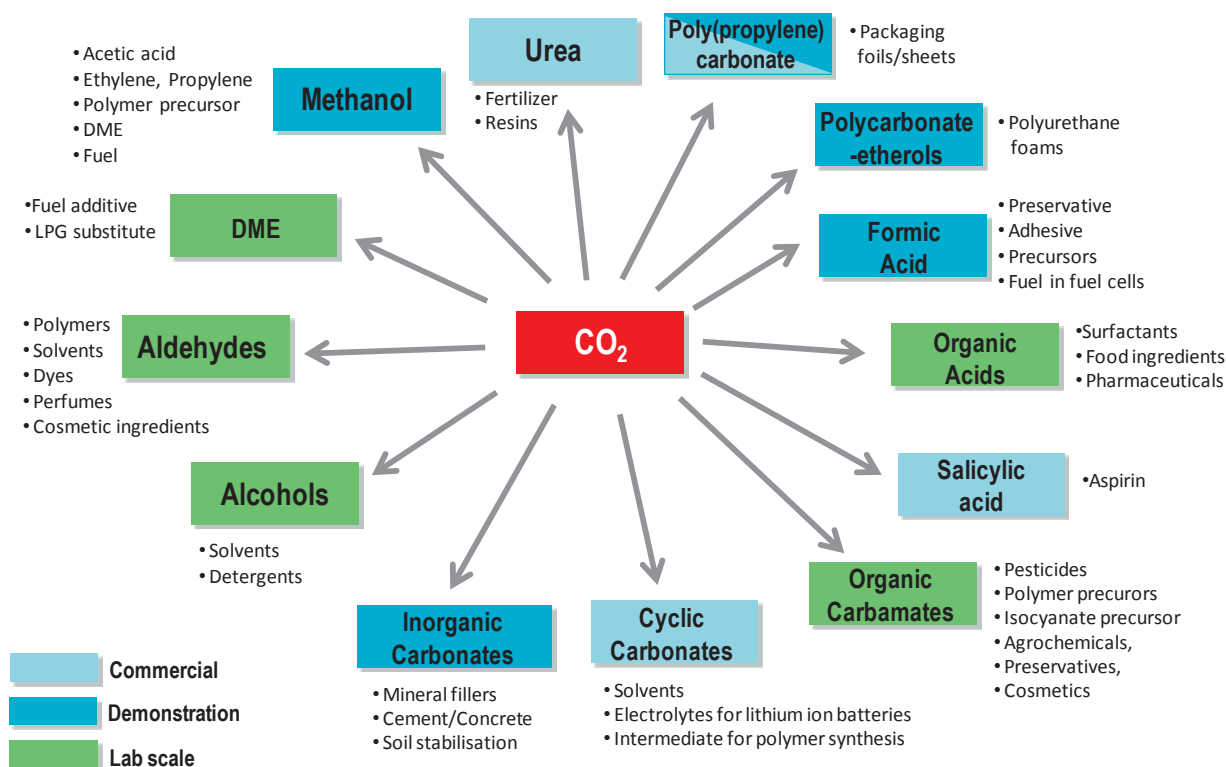 • Acetic acid
• Ethylene, Propylene
• Polymer precursor
• DME
• Fuel
Methanol
Urea
• Fertilizer
• Resins
Poly(propylene)
carbonate
• Packaging
foils/sheets
Polycarbonate
-etherols
• Polyurethane
foams
•Fuel additive
• LPG substitute
DME
Formic
Acid
• Preservative
• Adhesive
• Precursors
• Fuel in fuel cells
• Polymers
• Solvents
• Dyes
• Perfumes
• Cosmetic ingredients
Aldehydes
CO2
Organic
Acids
•Surfactants
• Food ingredients
• Pharmaceuticals
Alcohols
• Solvents
• Detergents
Salicylic
acid
•Aspirin
Inorganic
Carbonates
• Mineral fillers
• Cement/Concrete
• Soil stabilisation
Cyclic
Carbonates
• Solvents
• Electrolytes for lithium ion batteries
• Intermediate for polymer synthesis
Organic
Carbamates
• Pesticides
• Polymer precurors
• Isocyanate precursor
• Agrochemicals,
• Preservatives,
• Cosmetics
Commercial
Demonstration
Lab scale